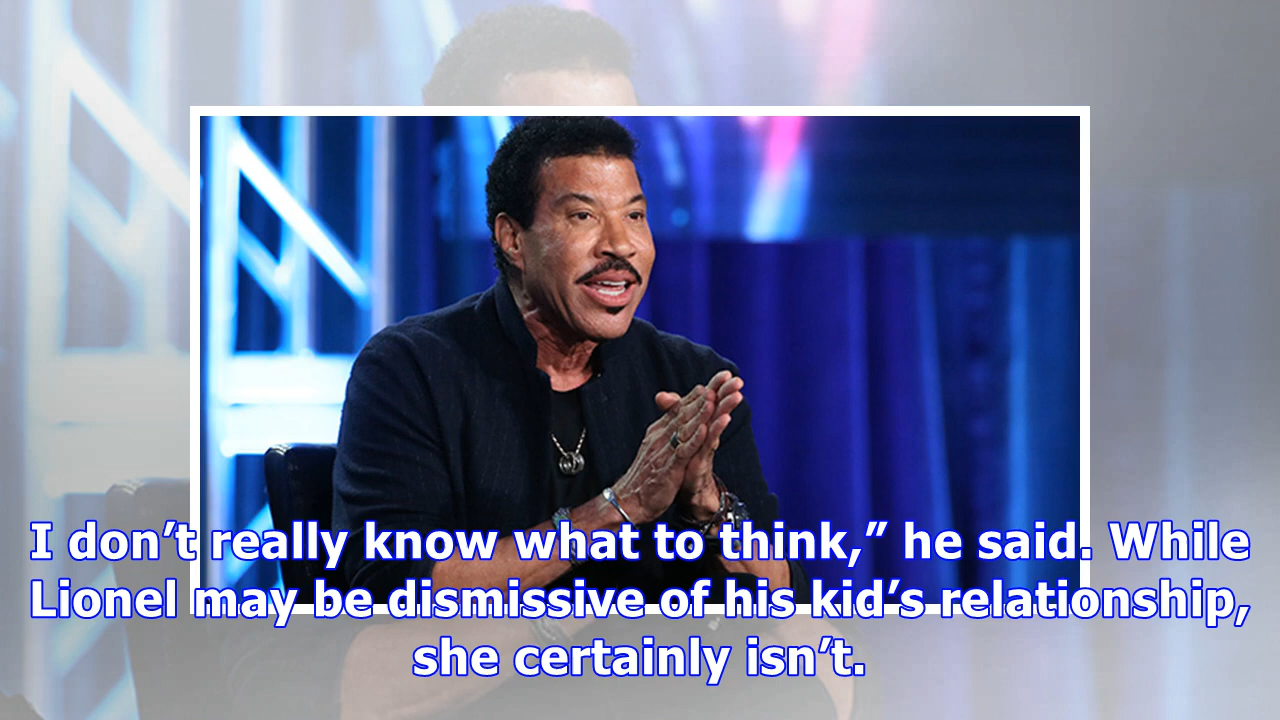 I don’t really know what to think,” he said. While
Lionel may be dismissive of his kid’s relationship,
she certainly isn’t.